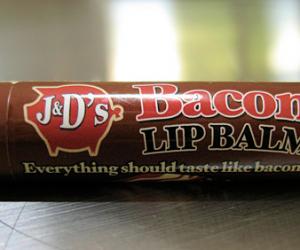 J&D's
Bacon
LIP BALM
Everything should taste like bacon